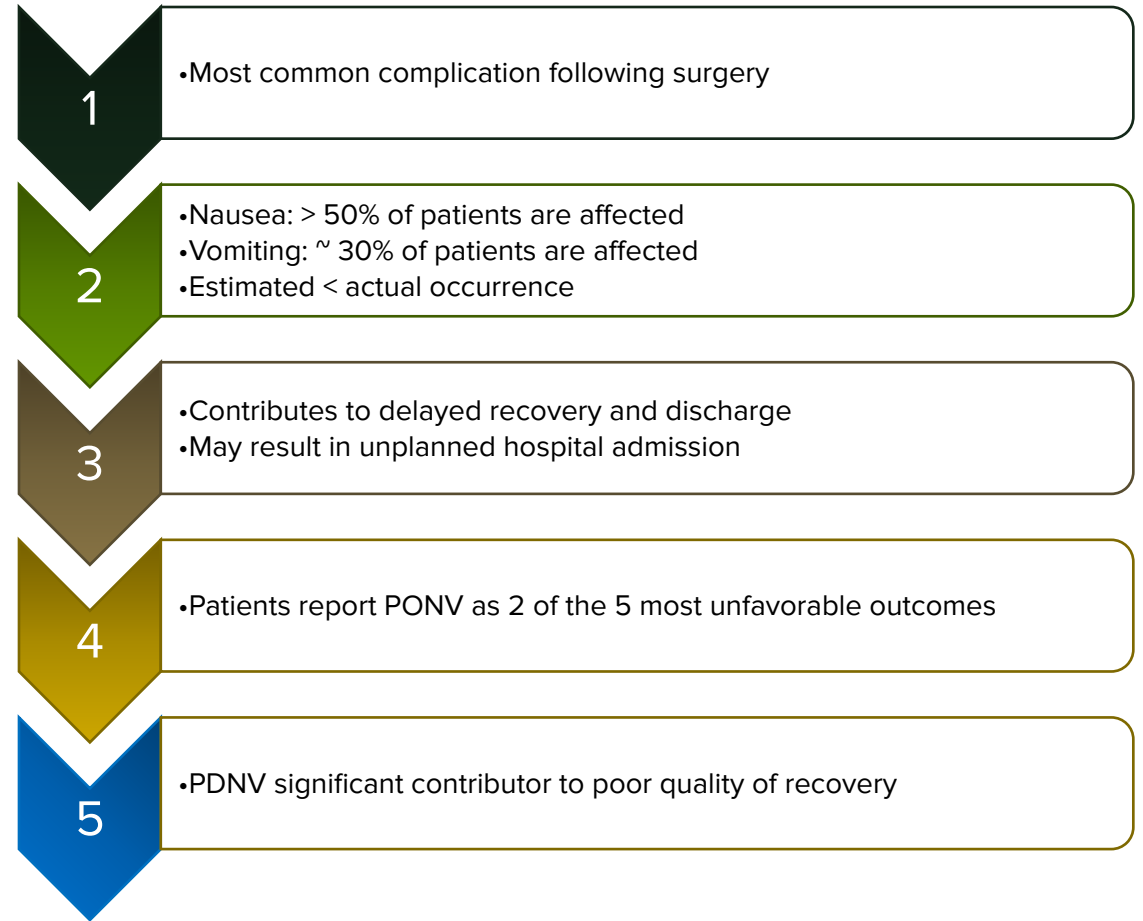 1
•Most common complication following surgery
2
•Nausea: > 50% of patients are affected
•Vomiting: ~ 30% of patients are affected
•Estimated < actual occurrence
3
•Contributes to delayed recovery and discharge
•May result in unplanned hospital admission
4
•Patients report PONV as 2 of the 5 most unfavorable outcomes
5
•PDNV significant contributor to poor quality of recovery